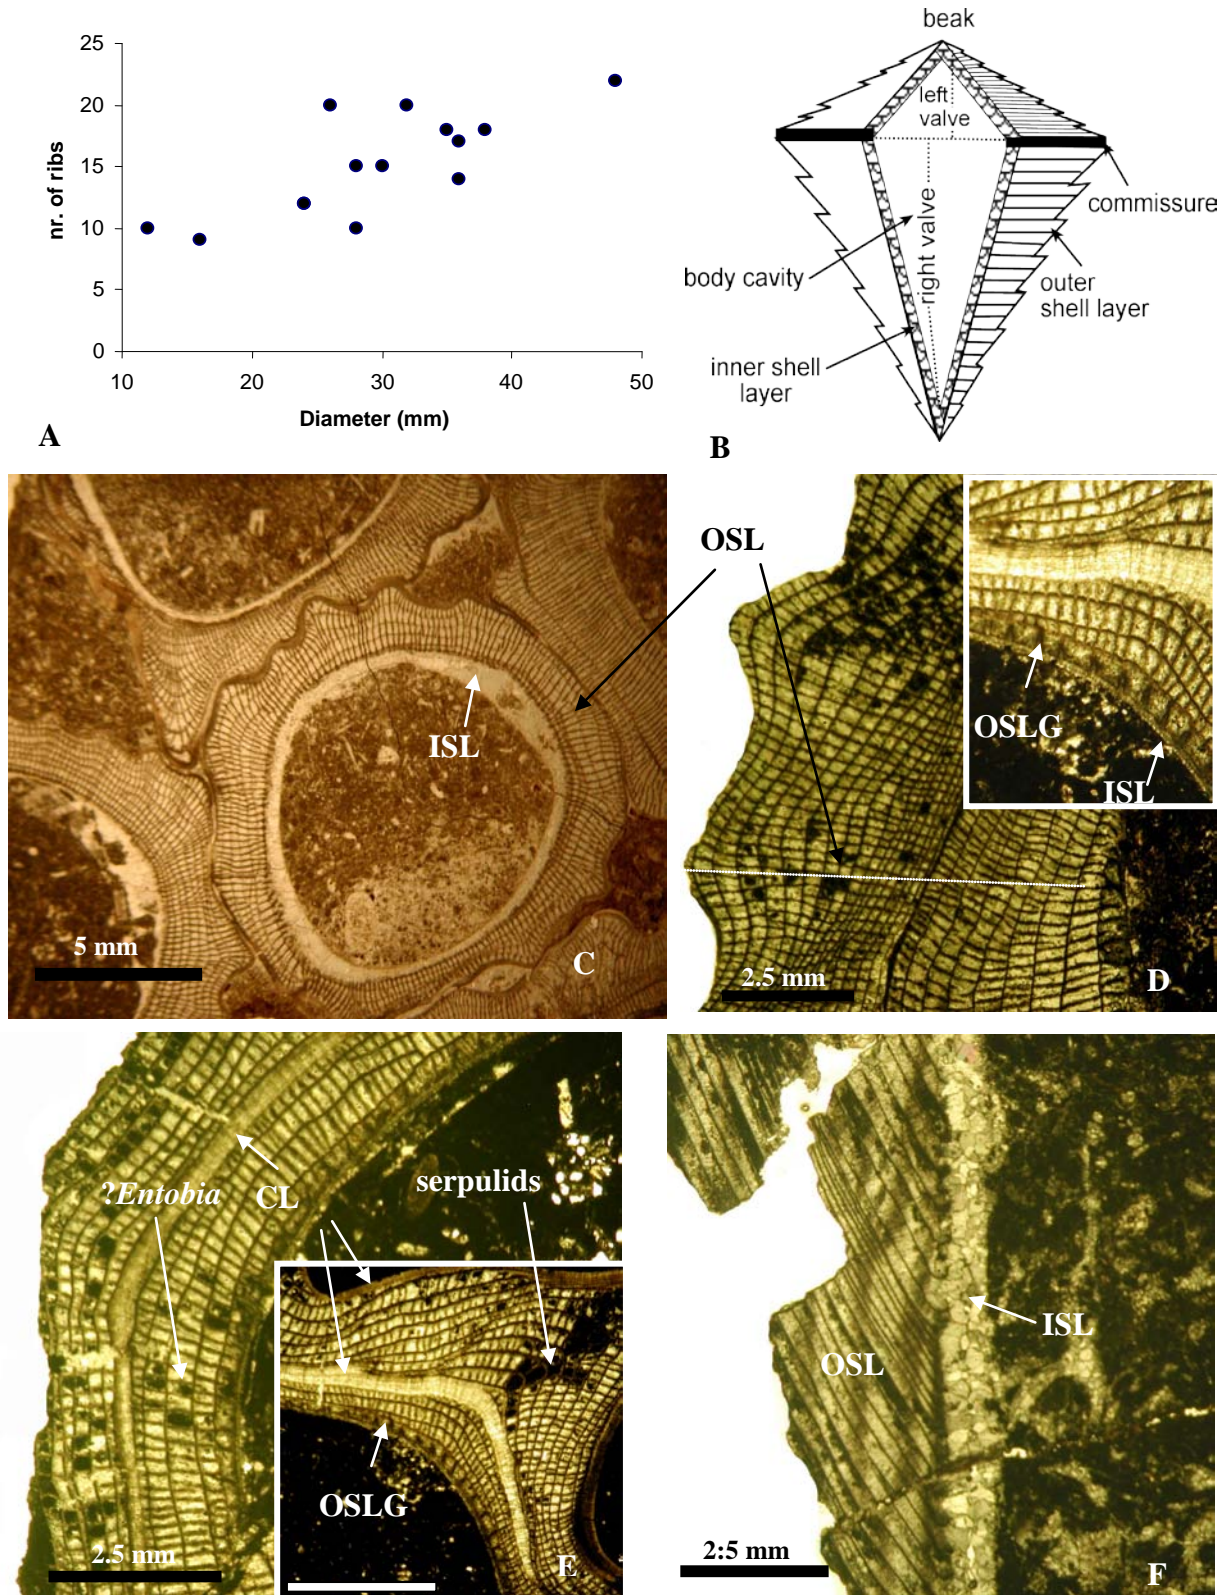 25
20
15
10
5
0
10 20 30 40 50
nr. of ribs
Diameter (mm)
A
beak
left
valve
right valve
commissure
body cavity
outer
shell layer
inner shell
layer
B
OSL
ISL
5 mm
C
OSLG
ISL
2.5 mm
D
?Entobia
CL
serpulids
OSLG
2.5 mm
E
ISL
OSL
2:5 mm
F